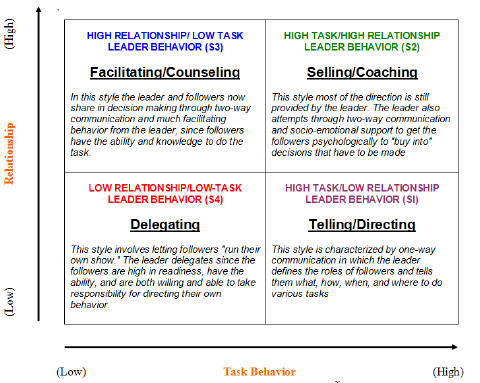 (High)
Relationship
(Low)
HIGH RELATIONSHIP/ LOW TASK
LEADER BEHAVIOR (S3)
Facilitating/Counseling
In this style the leader and followers now
share in decision making through two-way
communication and much facilitating
behavior from the leader, since followers
have the ability and knowledge to do the
task.
HIGH TASK/HIGH RELATIONSHIP
LEADER BEHAVIOR (S2)
Selling/Coaching
This style most of the direction is still
provided by the leader. The leader also
attempts through two-way communication
and socio-emotional support to get the
followers psychologically to "buy into"
decisions that have to be made
LOW RELATIONSHIP/LOW-TASK
LEADER BEHAVIOR (S4)
Delegating
This style involves letting followers "run their
own show." The leader delegates since the
followers are high in readiness, have the
ability, and are both willing and able to take
responsibility for directing their own
behavior.
HIGH TASK/LOW RELATIONSHIP
LEADER BEHAVIOR (SI)
Telling/Directing
This style is characterized by one-way
communication in which the leader
defines the roles of followers and tells
them what, how, when, and where to do
various tasks
(Low) Task Behavior (High)